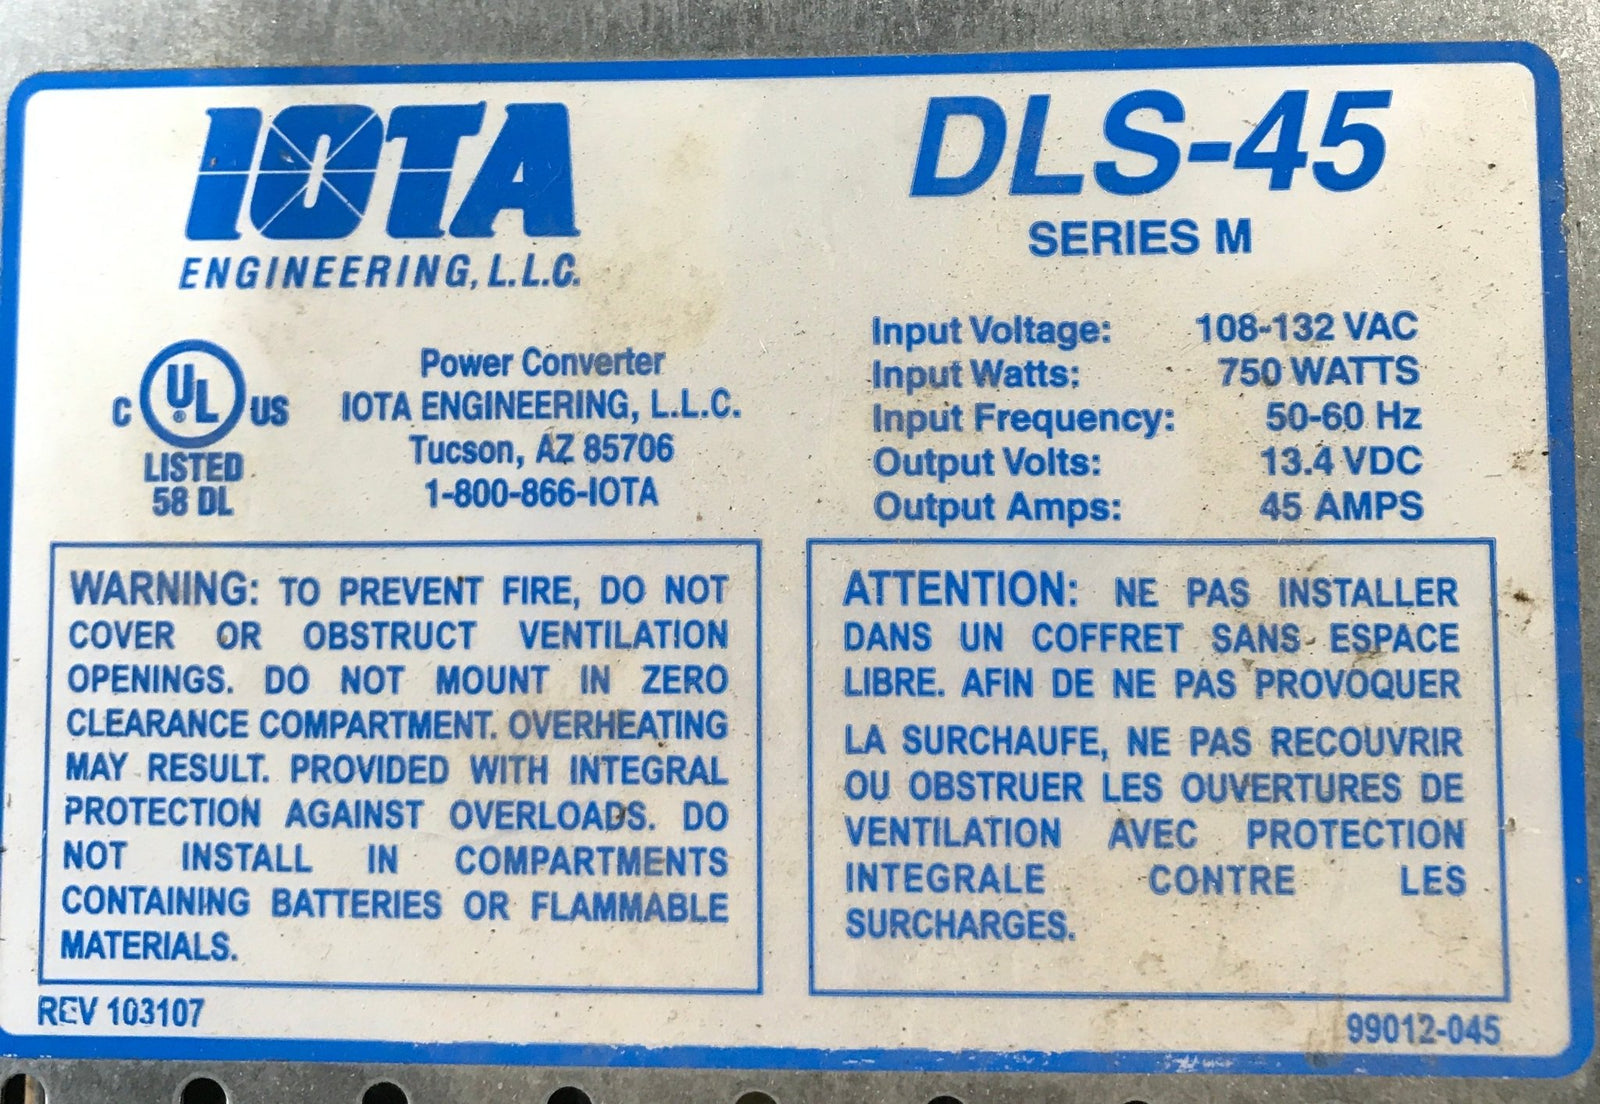 IOTA
ENGINEERING, L.L.C.
DLS-45
SERIES M
C UL ® US
LISTED
58 DL
Power Converter
IOTA ENGINEERING, L.L.C.
Tucson, AZ 85706
1-800-866-IOTA
Input Voltage: 108-132 VAC
Input Watts: 750 WATTS
Input Frequency: 50-60 Hz
Output Volts: 13.4 VDC
Output Amps: 45 AMPS
WARNING: TO PREVENT FIRE, DO NOT
COVER OR OBSTRUCT VENTILATION
OPENINGS. DO NOT MOUNT IN ZERO
CLEARANCE COMPARTMENT. OVERHEATING
MAY RESULT. PROVIDED WITH INTEGRAL
PROTECTION AGAINST OVERLOADS. DO
NOT INSTALL IN COMPARTMENTS
CONTAINING BATTERIES OR FLAMMABLE
MATERIALS.
ATTENTION: NE PAS INSTALLER
DANS UN COFFRET SANS ESPACE
LIBRE. AFIN DE NE PAS PROVOQUER
LA SURCHAUFE, NE PAS RECOUVRIR
OU OBSTRUER LES OUVERTURES DE
VENTILATION AVEC PROTECTION
INTEGRALE CONTRE LES
SURCHARGES.
REV 103107
99012-045